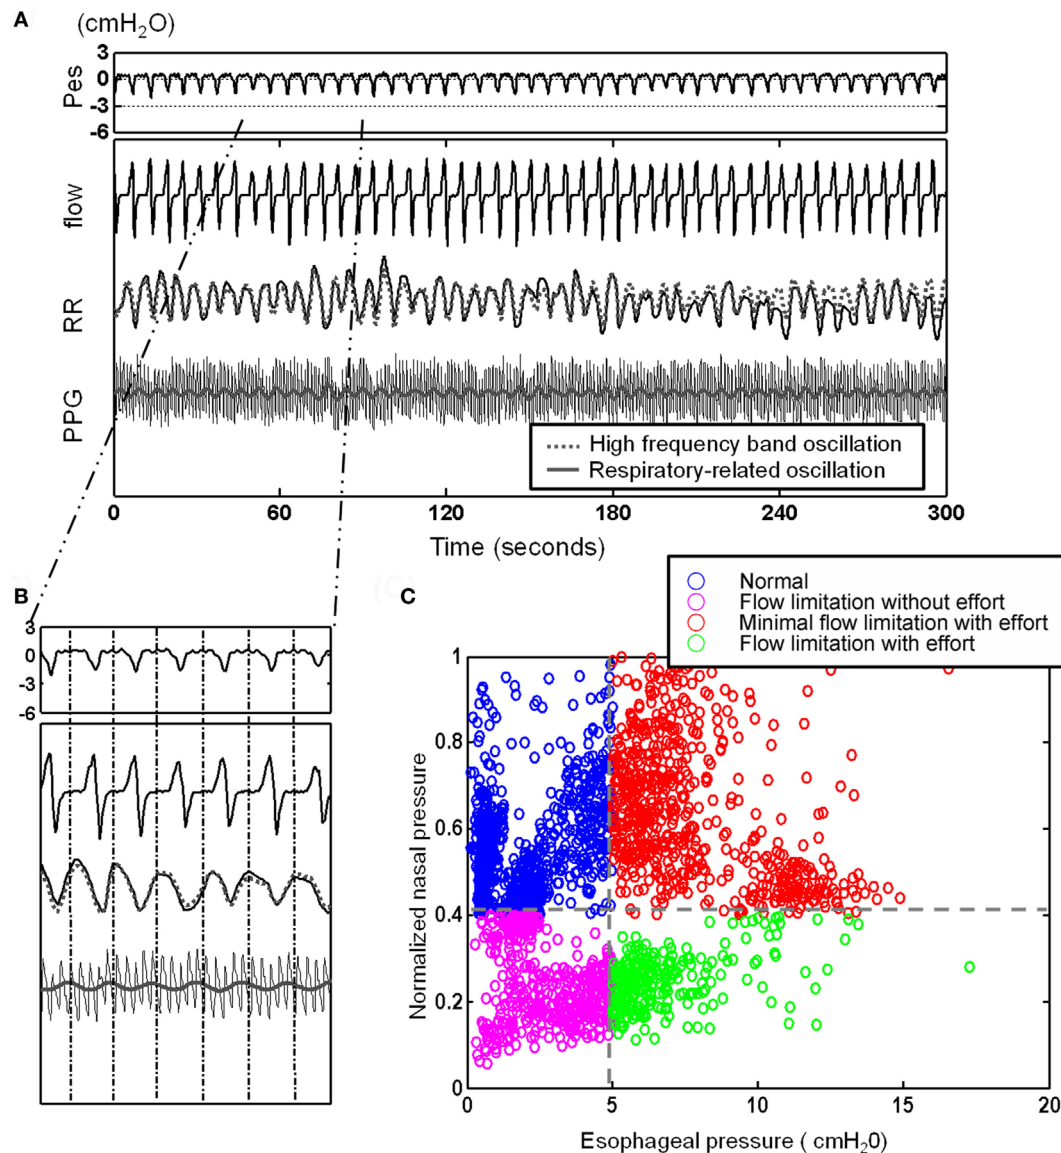 A
(cmH2O)
3
0
-3
-6
Pes
flow
RR
PPG
High frequency band oscillation
Respiratory-related oscillation
0 60 120 180 240 300
Time (seconds)
B
3
0
-3
-6
C
Normal
Flow limitation without effort
Minimal flow limitation with effort
Flow limitation with effort
1
0.8
0.6
0.4
0.2
0
Normalized nasal pressure
0 5 10 15 20
Esophageal pressure ( cmH20)